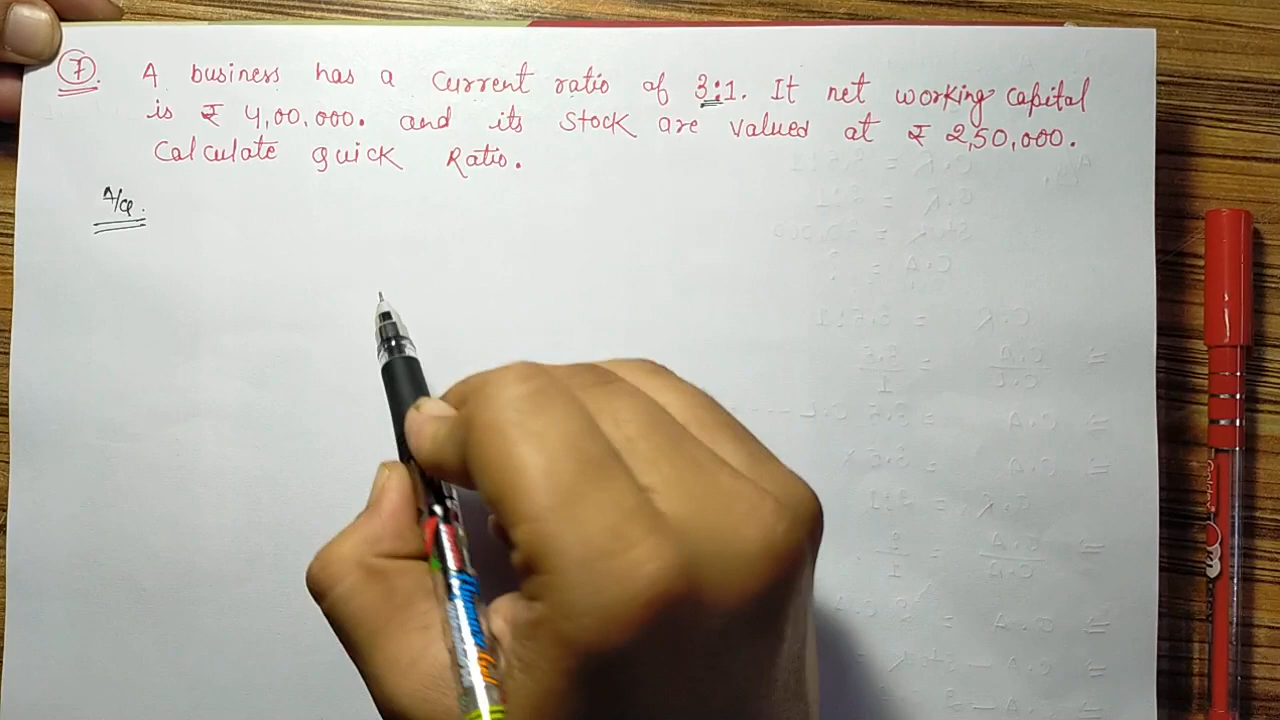 7. A business has a current ratio of 3:1. It net working capital
is ₹ 4,00,000. and its stock are valued at ₹ 2,50,000.
Calculate quick Ratio.
A/q.